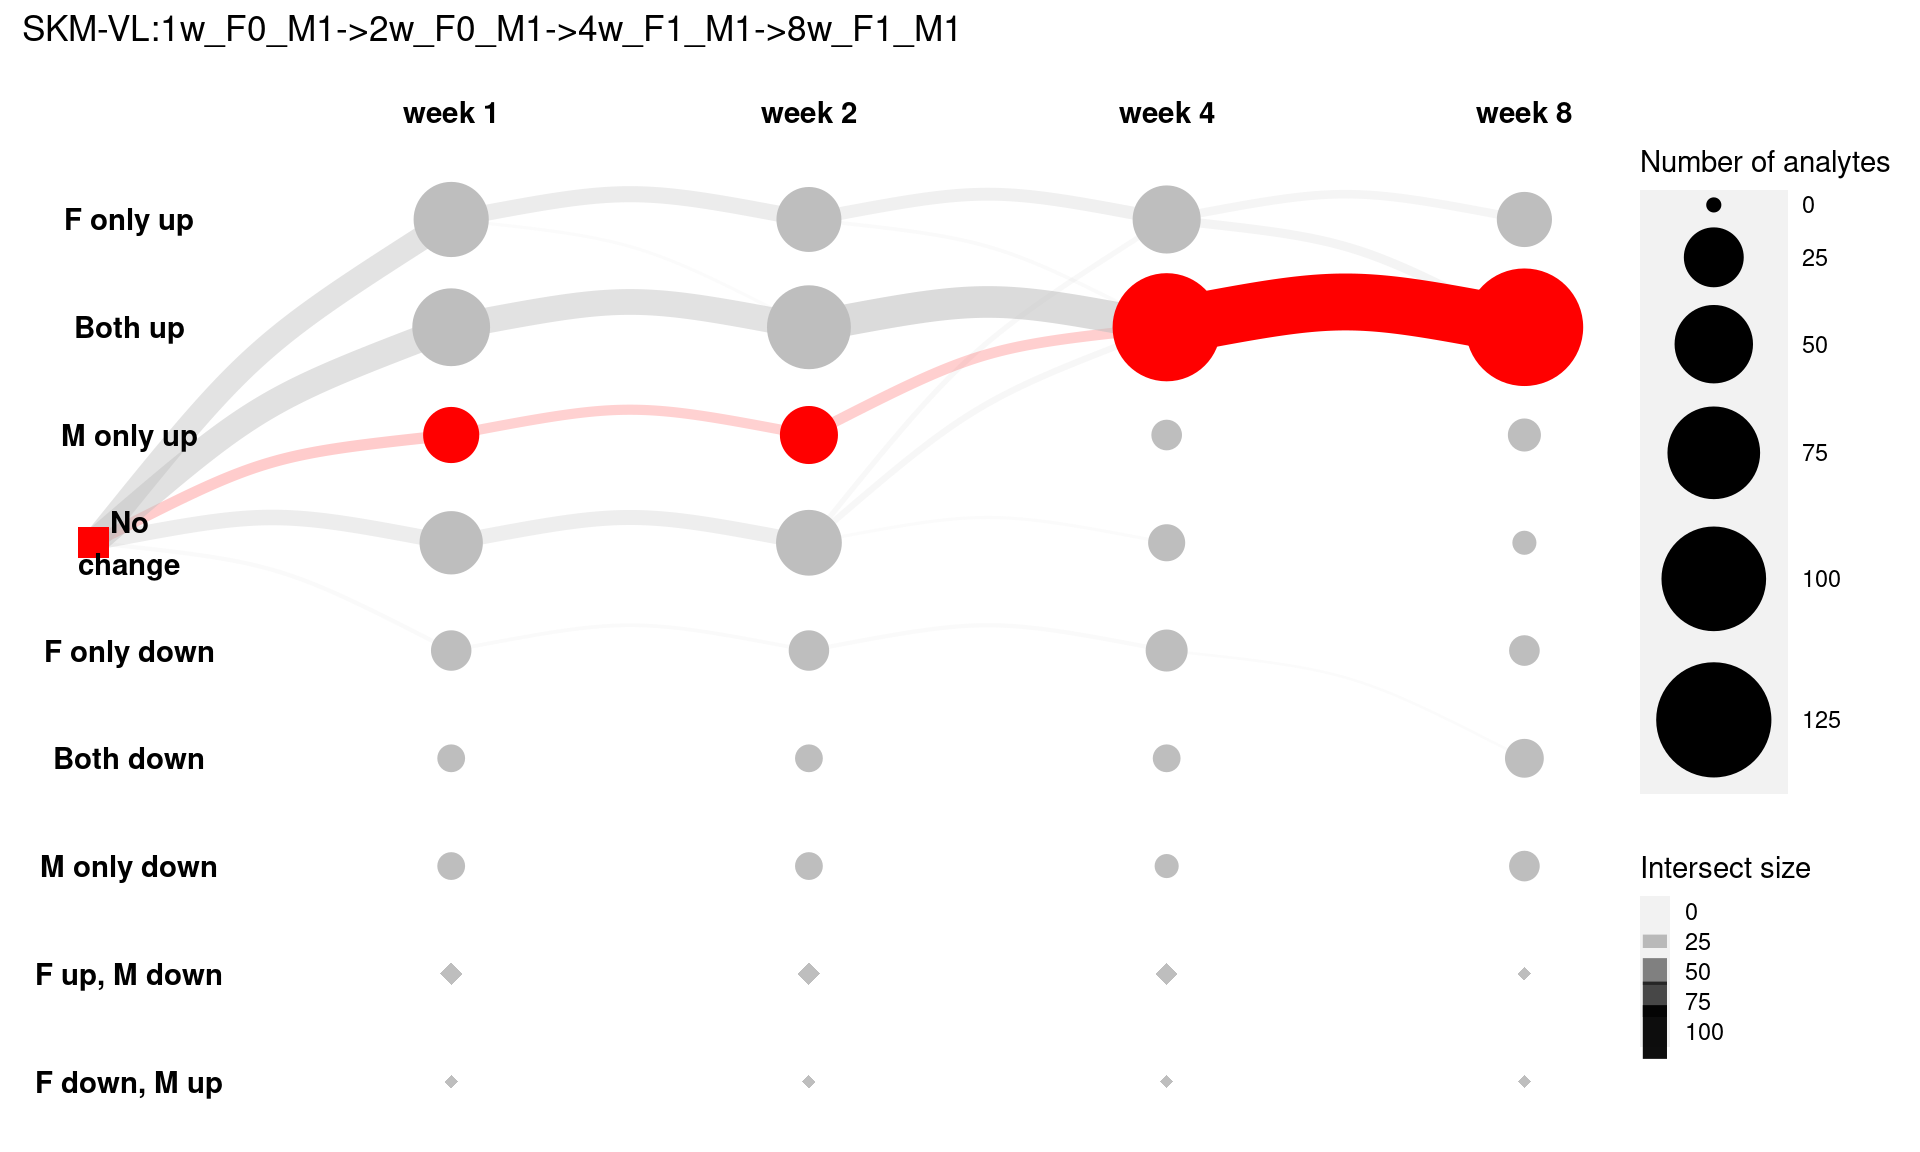 SKM-VL:1w_F0_M1->2w_F0_M1->4w_F1_M1->8w_F1_M1
week 1
week 2
week 4
week 8
F only up
Both up
M only up
No
change
F only down
Both down
M only down
F up, M down
F down, M up
Number of analytes
0
25
50
75
100
125
Intersect size
0
25
50
75
100